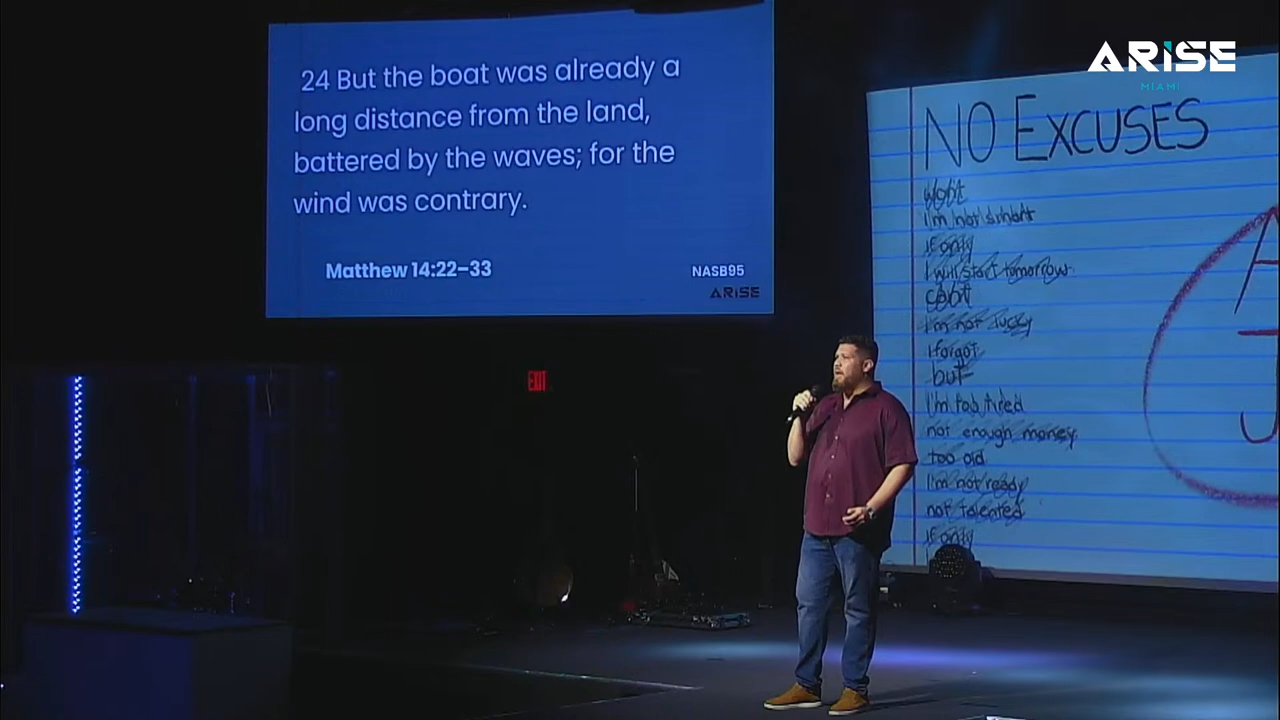 24 But the boat was already a
long distance from the land,
battered by the waves; for the
wind was contrary.
Matthew 14:22–33
NASB95
ARISE
ARISE
MIAMI
NO EXCUSES
won't
I'm not smart
if only
I will start tomorrow
can't
I'm not lucky
I forgot
but
I'm too tired
not enough money
too old
I'm not ready
not talented
if only
EXIT